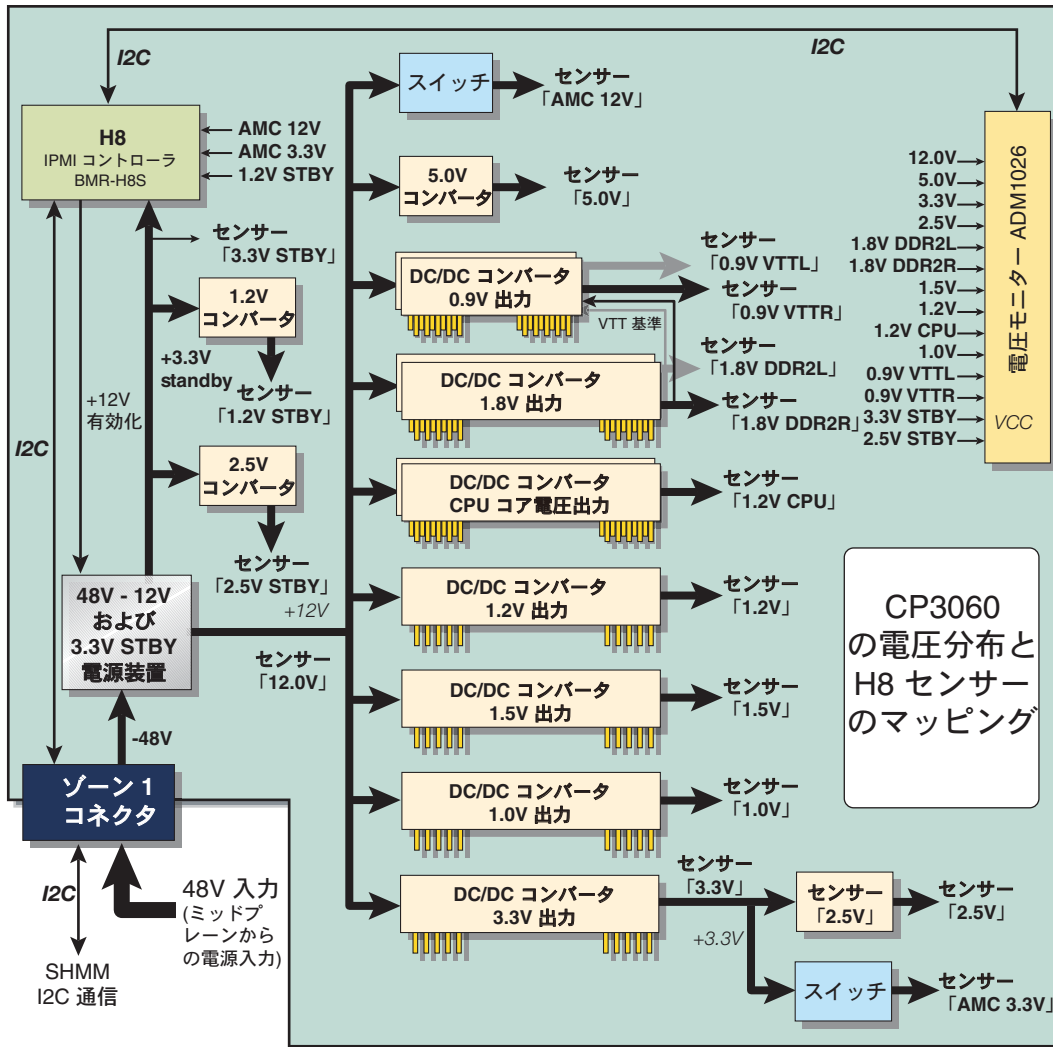 I2C
I2C
H8
IPMI コントローラ
BMR-H8S
AMC 12V
AMC 3.3V
1.2V STBY
スイッチ
センサー
「AMC 12V」
センサー
「3.3V STBY」
5.0V
コンバータ
センサー
「5.0V」
1.2V
コンバータ
+3.3V
standby
センサー
「1.2V STBY」
DC/DC コンバータ
0.9V 出力
センサー
「0.9V VTTL」
センサー
「0.9V VTTR」
VTT 基準
DC/DC コンバータ
1.8V 出力
センサー
「1.8V DDR2L」
センサー
「1.8V DDR2R」
+12V
有効化
I2C
2.5V
コンバータ
センサー
「2.5V STBY」
DC/DC コンバータ
CPU コア電圧出力
センサー
「1.2V CPU」
12.0V
5.0V
3.3V
2.5V
1.8V DDR2L
1.8V DDR2R
1.5V
1.2V
1.2V CPU
1.0V
0.9V VTTL
0.9V VTTR
3.3V STBY
2.5V STBY
電圧モニター ADM1026
VCC
48V - 12V
および
3.3V STBY
電源装置
+12V
センサー
「12.0V」
DC/DC コンバータ
1.2V 出力
センサー
「1.2V」
DC/DC コンバータ
1.5V 出力
センサー
「1.5V」
DC/DC コンバータ
1.0V 出力
センサー
「1.0V」
CP3060
の電圧分布と
H8 センサー
のマッピング
-48V
ゾーン 1
コネクタ
I2C
48V 入力
(ミッドプ
レーンから
の電源入力)
SHMM
I2C 通信
DC/DC コンバータ
3.3V 出力
センサー
「3.3V」
+3.3V
センサー
「2.5V」
センサー
「2.5V」
スイッチ
センサー
「AMC 3.3V」